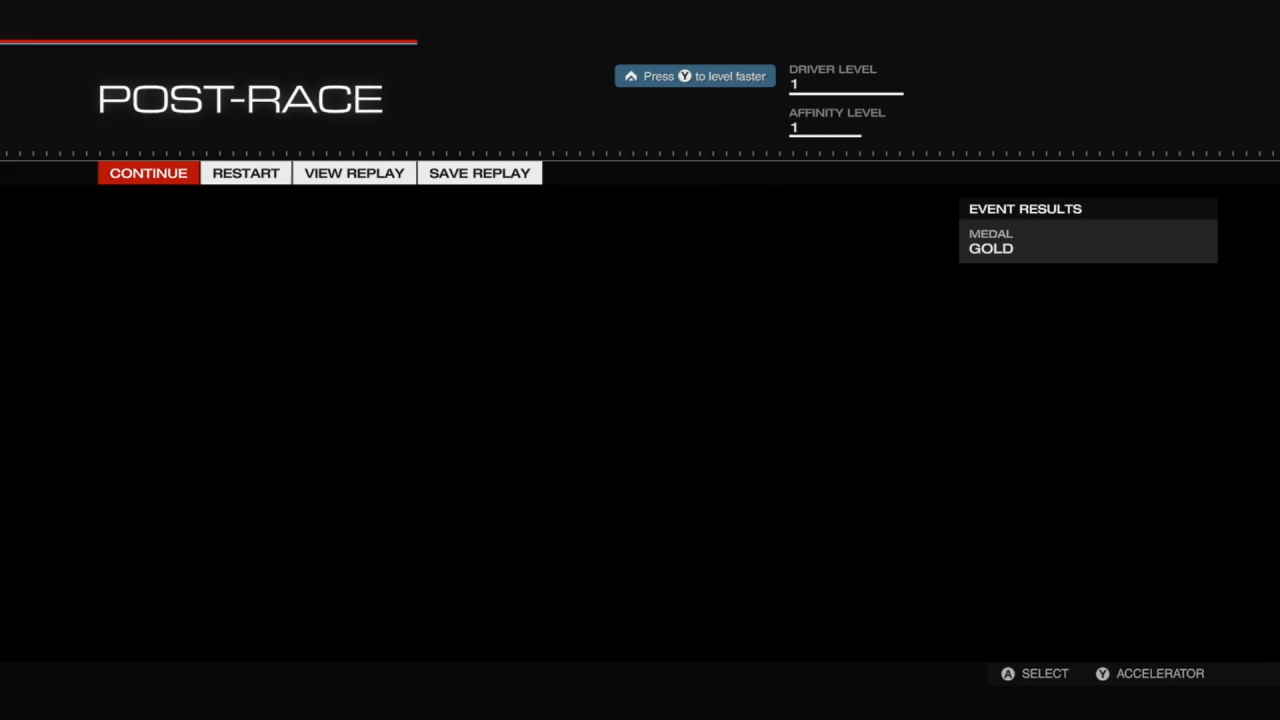 POST-RACE
Press Y to level faster
DRIVER LEVEL
1
AFFINITY LEVEL
1
CONTINUE RESTART VIEW REPLAY SAVE REPLAY
EVENT RESULTS
MEDAL
GOLD
A SELECT Y ACCELERATOR